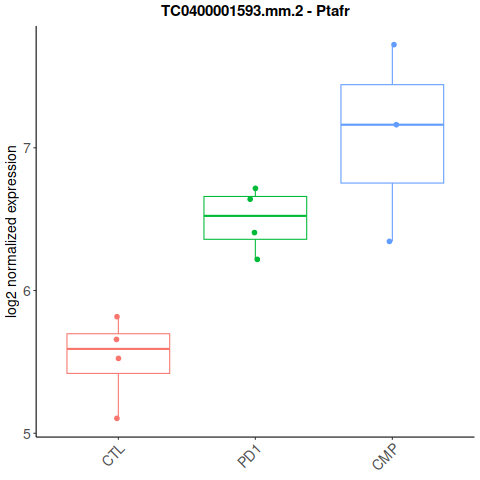 TC0400001593.mm.2 - Ptafr
log2 normalized expression
7
6
5
CTL
PD1
CMP